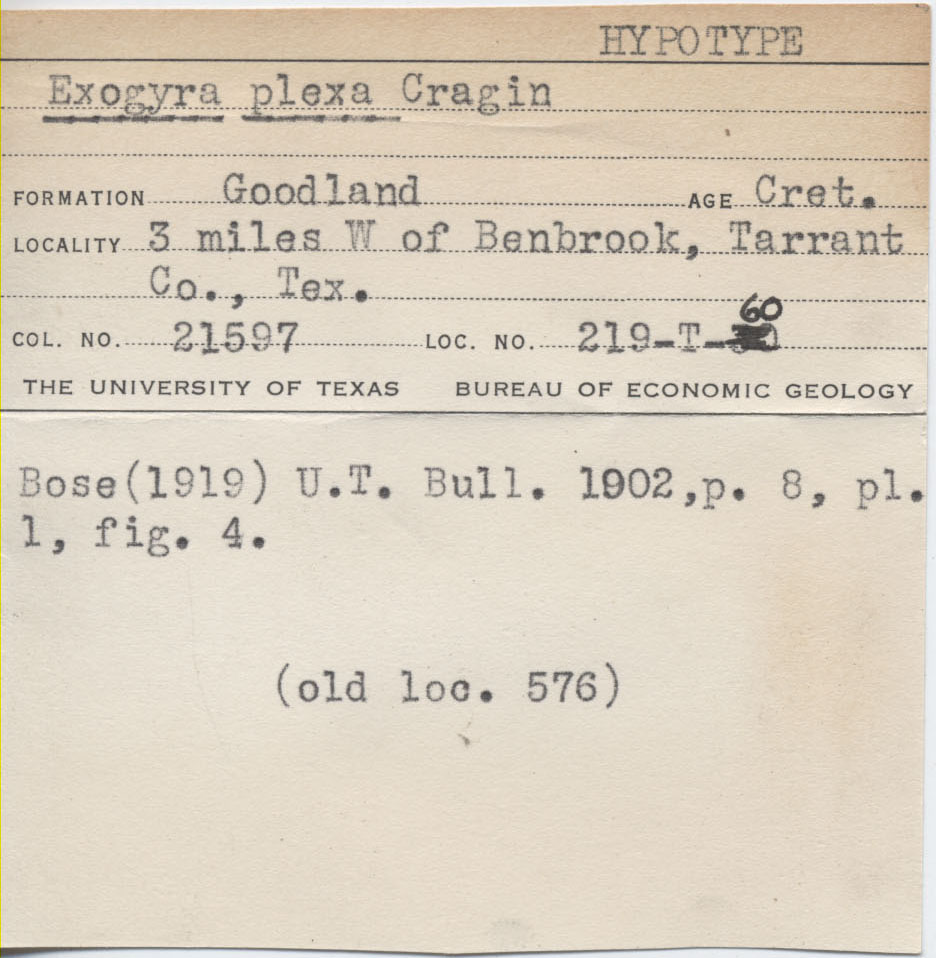 HYPOTYPE
Exogyra plexa Cragin
FORMATION Goodland AGE Cret.
LOCALITY 3 miles W of Benbrook, Tarrant
Co., Tex.
COL. NO. 21597 LOC. NO. 219-T-60
THE UNIVERSITY OF TEXAS BUREAU OF ECONOMIC GEOLOGY
Bose(1919) U.T. Bull. 1902,p. 8, pl.
1, fig. 4.
(old loc. 576)